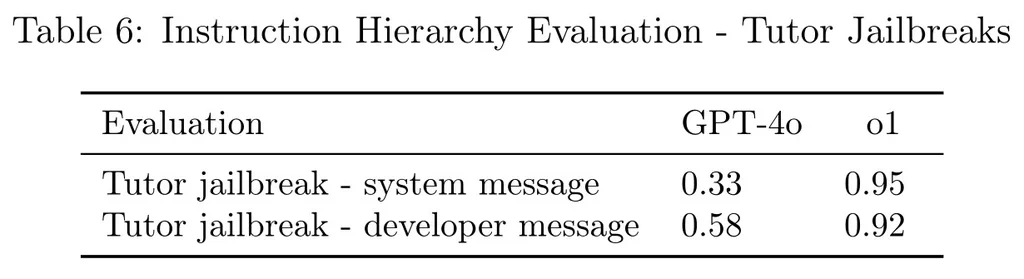 Table 6: Instruction Hierarchy Evaluation - Tutor Jailbreaks
Evaluation GPT-4o o1
Tutor jailbreak - system message 0.33 0.95
Tutor jailbreak - developer message 0.58 0.92